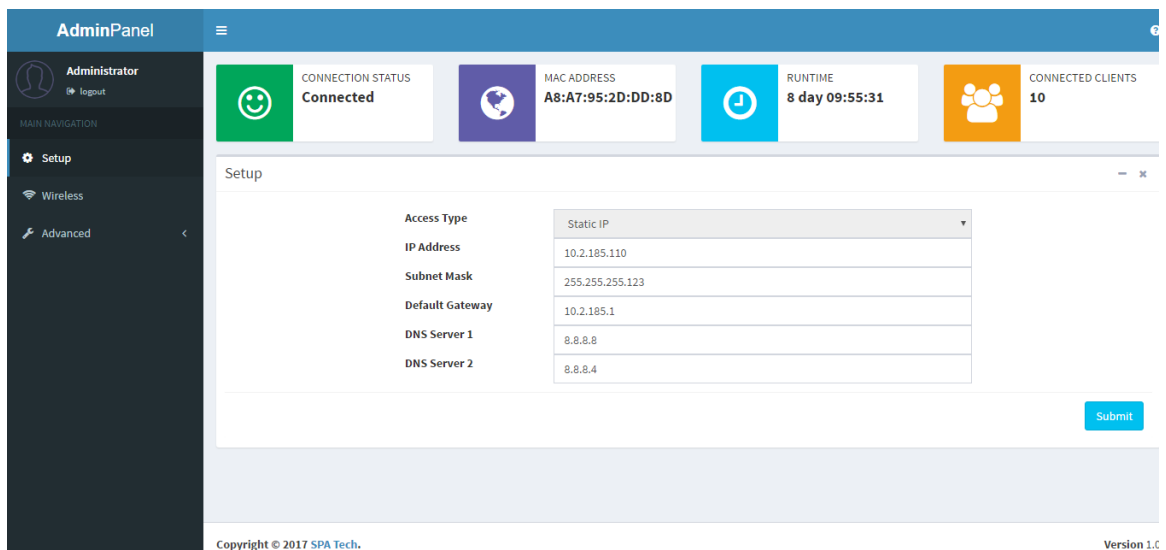 AdminPanel
Administrator
logout
MAIN NAVIGATION
Setup
Wireless
Advanced
CONNECTION STATUS
Connected
MAC ADDRESS
A8:A7:95:2D:DD:8D
RUNTIME
8 day 09:55:31
CONNECTED CLIENTS
10
Setup
Access Type
Static IP
IP Address
10.2.185.110
Subnet Mask
255.255.255.123
Default Gateway
10.2.185.1
DNS Server 1
8.8.8.8
DNS Server 2
8.8.8.4
Submit
Copyright © 2017 SPA Tech.
Version 1.0